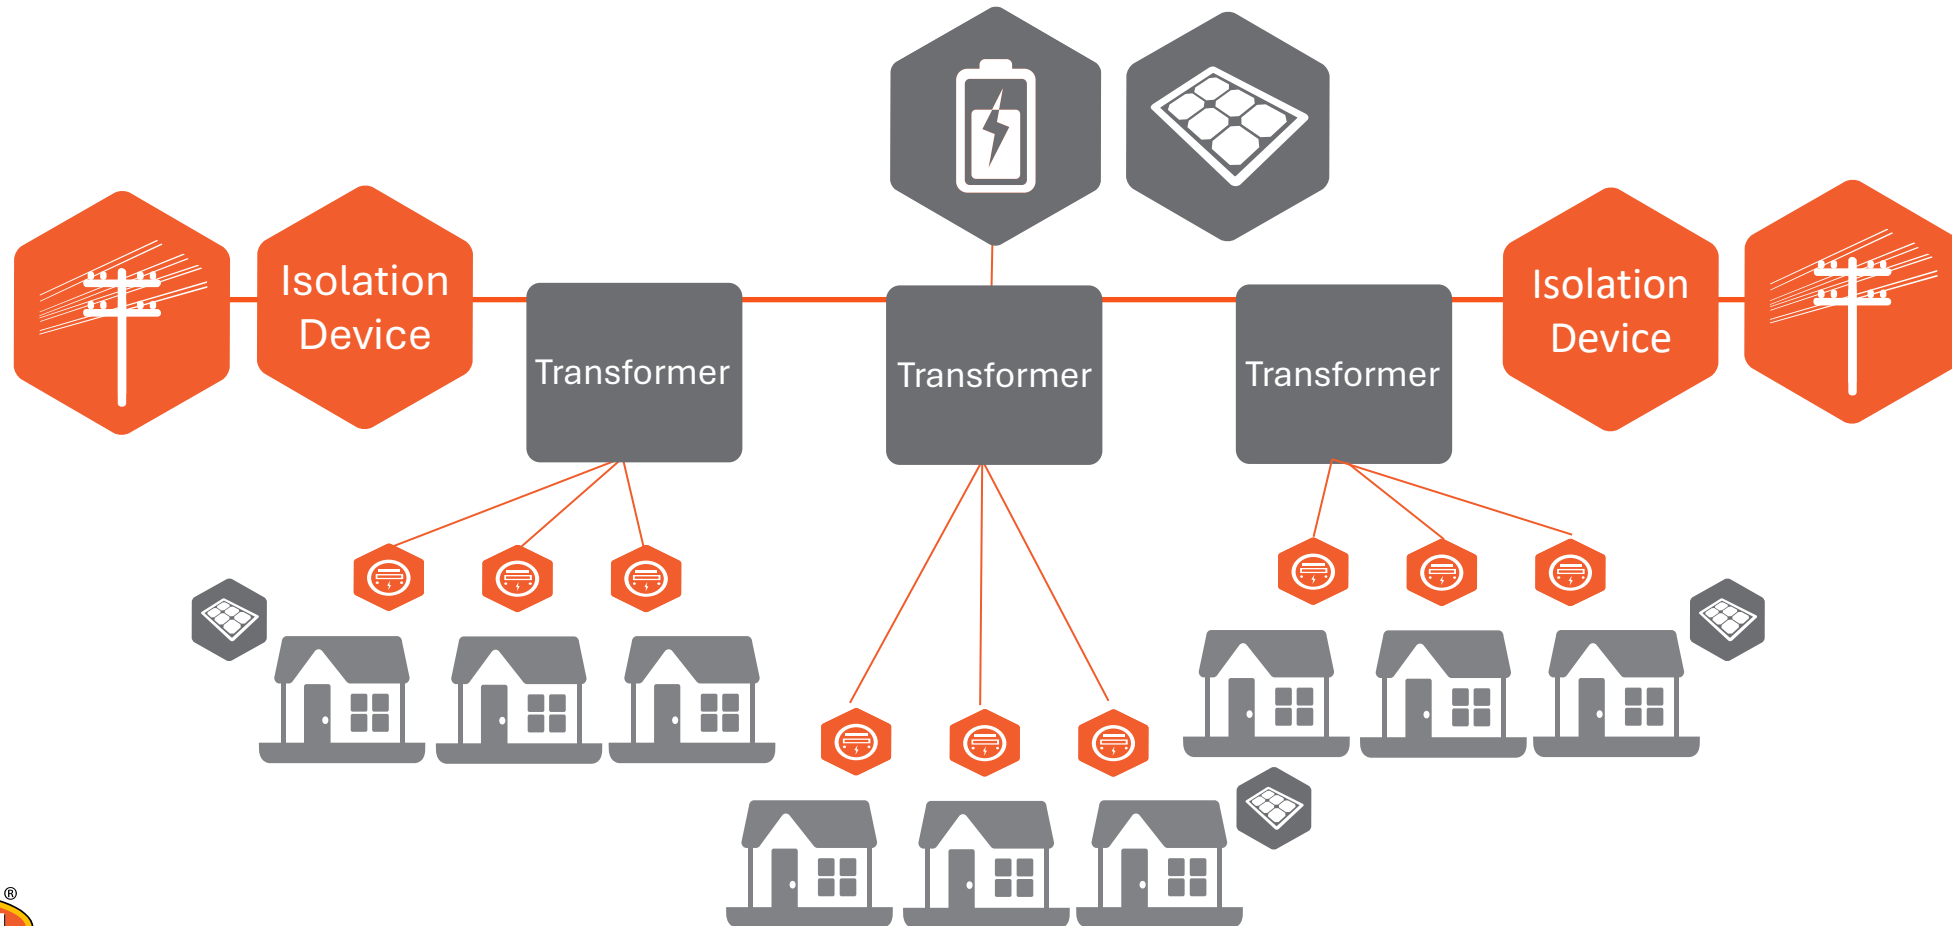 Isolation
Device
Transformer
Transformer
Transformer
Isolation
Device
®